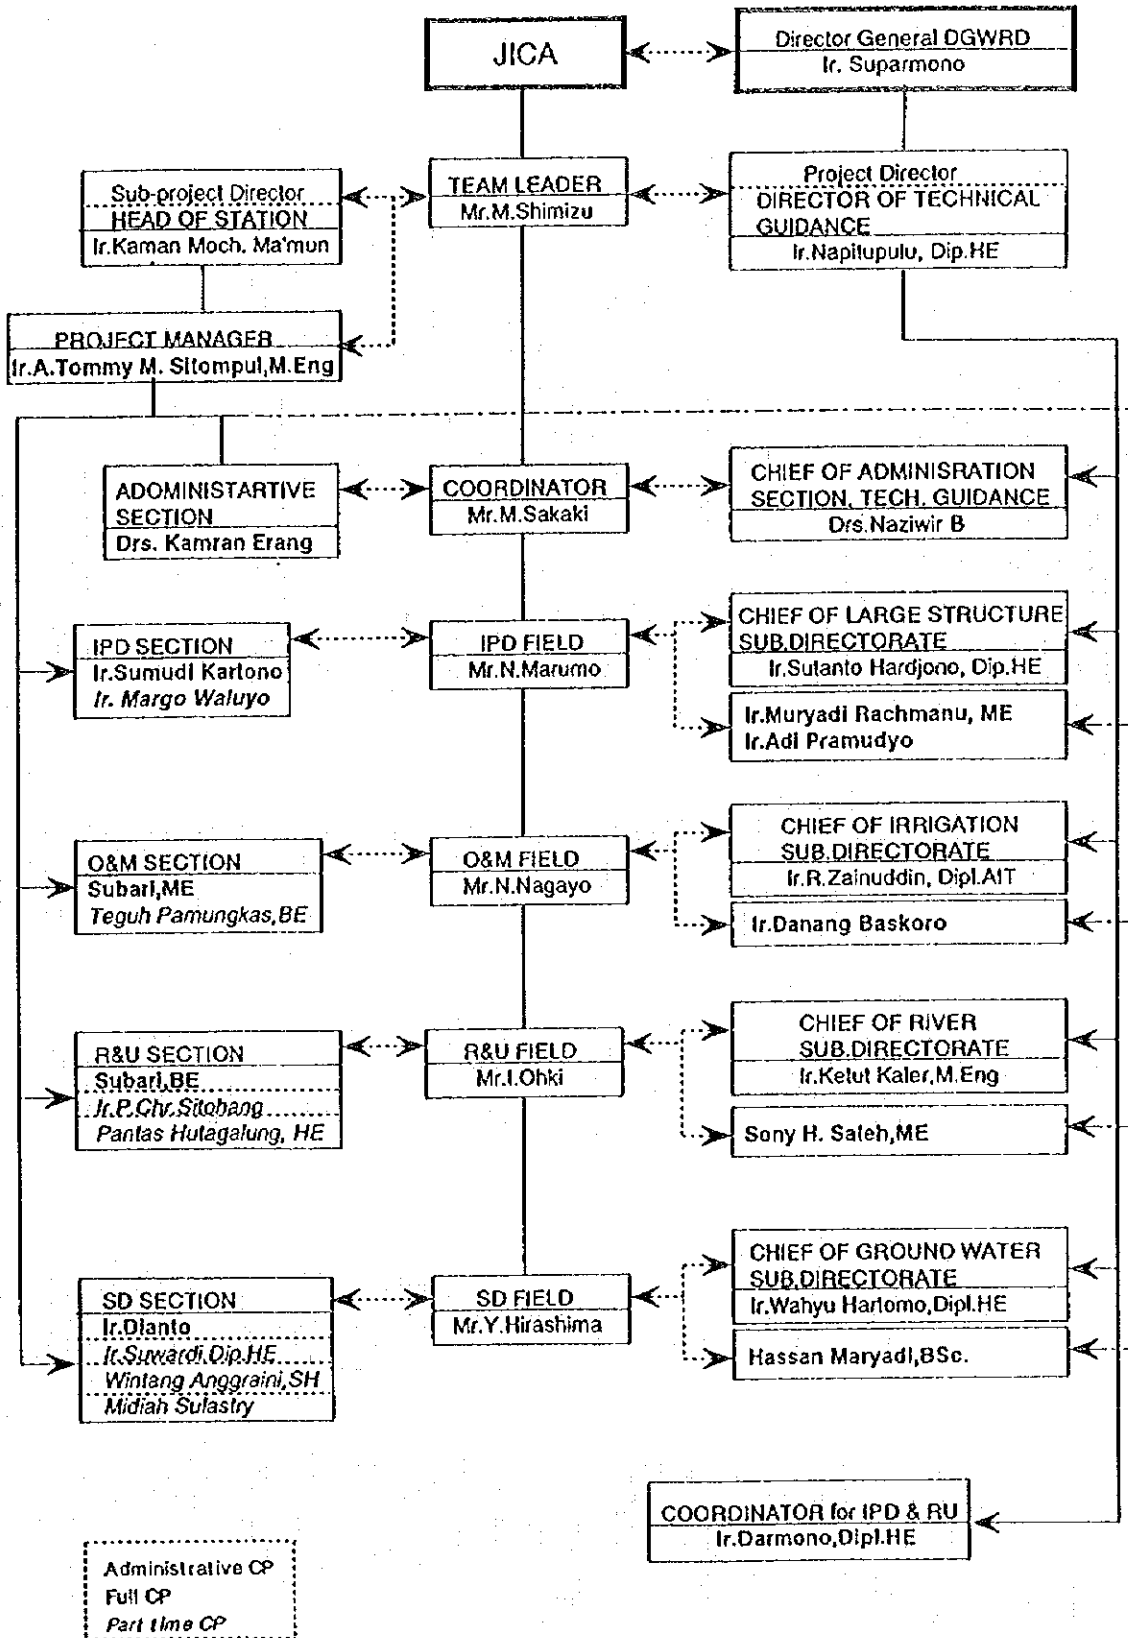 JICA
Director General DGWRD
Ir. Suparmono
Sub-project Director
HEAD OF STATION
Ir.Kaman Moch. Ma'mun
TEAM LEADER
Mr.M.Shimizu
Project Director
DIRECTOR OF TECHNICAL
GUIDANCE
Ir.Napitupulu, Dip.HE
PROJECT MANAGER
Ir.A.Tommy M. Sitompul,M.Eng
ADOMINISTARTIVE
SECTION
Drs. Kamran Erang
COORDINATOR
Mr.M.Sakaki
CHIEF OF ADMINISRATION
SECTION, TECH. GUIDANCE
Drs.Naziwir B
IPD SECTION
Ir.Sumudi Kartono
Ir. Margo Waluyo
IPD FIELD
Mr.N.Marumo
CHIEF OF LARGE STRUCTURE
SUB.DIRECTORATE
Ir.Sutanto Hardjono, Dip.HE
Ir.Muryadi Rachmanu, ME
Ir.Adi Pramudyo
O&M SECTION
Subari,ME
Teguh Pamungkas,BE
O&M FIELD
Mr.N.Nagayo
CHIEF OF IRRIGATION
SUB.DIRECTORATE
Ir.R.Zainuddin, Dipl.AIT
Ir.Danang Baskoro
R&U SECTION
Subari,BE
Ir.P.Chr.Sitobang
Pantas Hutagalung, HE
R&U FIELD
Mr.I.Ohki
CHIEF OF RIVER
SUB.DIRECTORATE
Ir.Ketut Kaler,M.Eng
Sony H. Saleh,ME
SD SECTION
Ir.Dianto
Ir.Suwardi,Dip.HE
Wintang Anggraini,SH
Midiah Sulastry
SD FIELD
Mr.Y.Hirashima
CHIEF OF GROUND WATER
SUB.DIRECTORATE
Ir.Wahyu Hartomo,Dipl.HE
Hassan Maryadi,BSc.
COORDINATOR for IPD & RU
Ir.Darmono,Dipl.HE
Administrative CP
Full CP
Part time CP